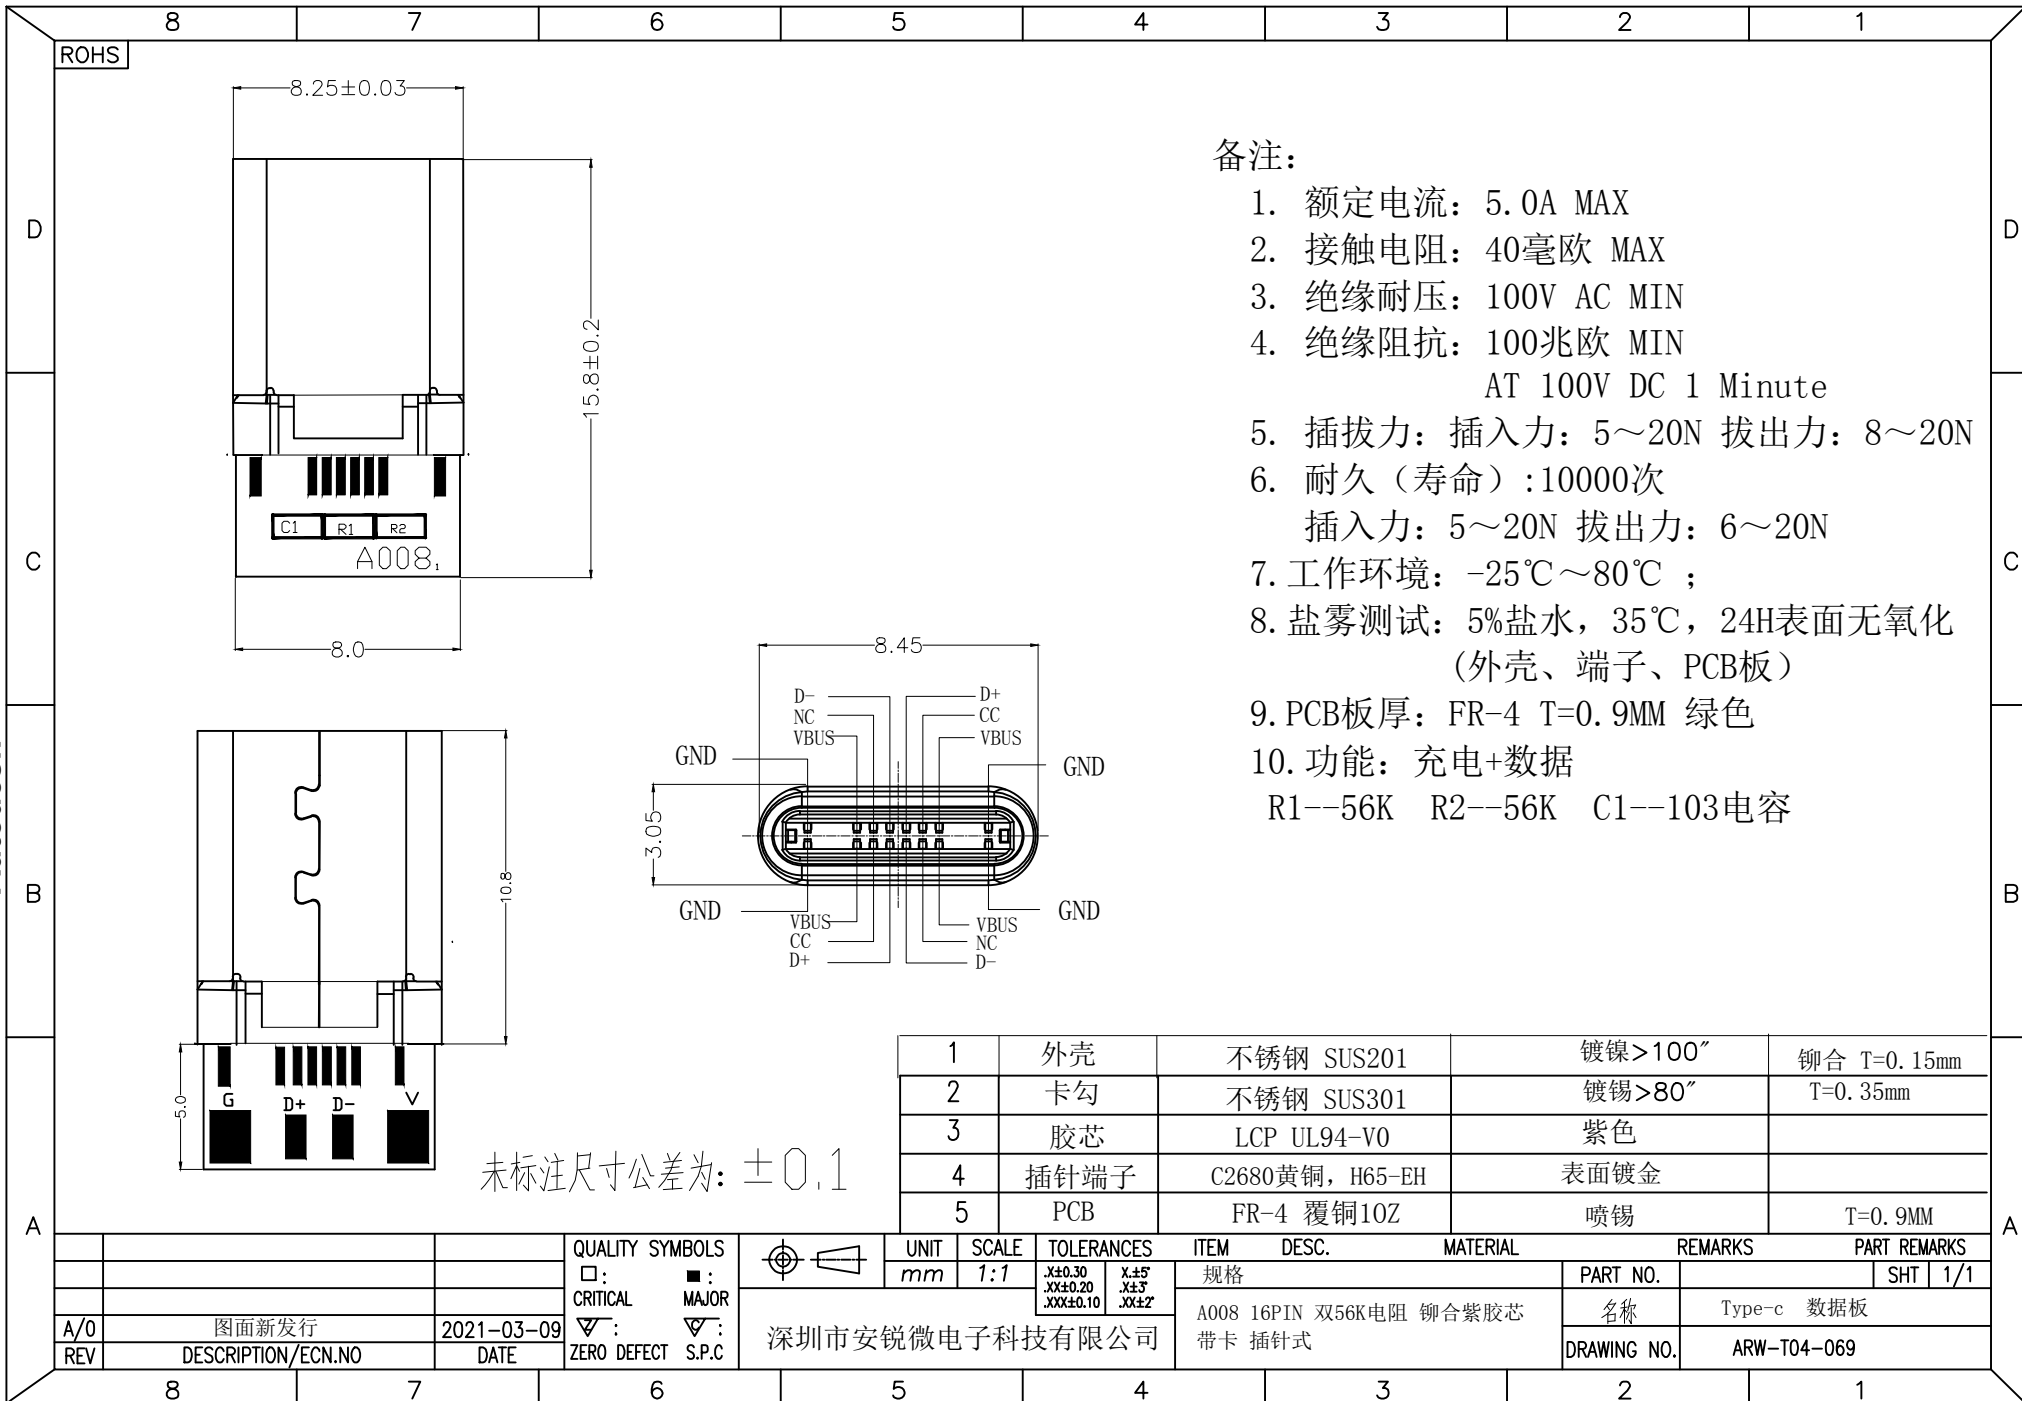 8 7 6 5 4 3 2 1
ROHS
8.25±0.03
15.8±0.2
C1 R1 R2
A008
8.0
D
C
B
A
D
C
B
A
备注：
1. 额定电流：5.0A MAX
2. 接触电阻：40毫欧 MAX
3. 绝缘耐压：100V AC MIN
4. 绝缘阻抗：100兆欧 MIN
AT 100V DC 1 Minute
5. 插拔力：插入力：5～20N 拔出力：8～20N
6. 耐久（寿命）:10000次
插入力：5～20N 拔出力：6～20N
7.工作环境：-25℃～80℃ ；
8.盐雾测试：5%盐水，35℃，24H表面无氧化
(外壳、端子、PCB板）
9.PCB板厚：FR-4 T=0.9MM 绿色
10.功能：充电+数据
R1--56K R2--56K C1--103电容
8.45
D- D+
NC CC
VBUS VBUS
GND GND
3.05
GND GND
VBUS VBUS
CC NC
D+ D-
10.8
5.0
G D+ D- V
未标注尺寸公差为：±0.1
1 外壳 不锈钢 SUS201 镀镍>100″ 铆合 T=0.15mm
2 卡勾 不锈钢 SUS301 镀锡>80″ T=0.35mm
3 胶芯 LCP UL94-V0 紫色
4 插针端子 C2680黄铜，H65-EH 表面镀金
5 PCB FR-4 覆铜1OZ 喷锡 T=0.9MM
ITEM DESC. MATERIAL REMARKS PART REMARKS
QUALITY SYMBOLS
□: ■:
CRITICAL MAJOR
Z: C:
ZERO DEFECT S.P.C
UNIT SCALE TOLERANCES
mm 1:1
.X±0.30 X.±5°
.XX±0.20 .X±3°
.XXX±0.10 .XX±2°
深圳市安锐微电子科技有限公司
规格
A008 16PIN 双56K电阻 铆合紫胶芯
带卡 插针式
PART NO. SHT 1/1
名称 Type-c 数据板
DRAWING NO. ARW-T04-069
A/0 图面新发行 2021-03-09
REV DESCRIPTION/ECN.NO DATE
8 7 6 5 4 3 2 1